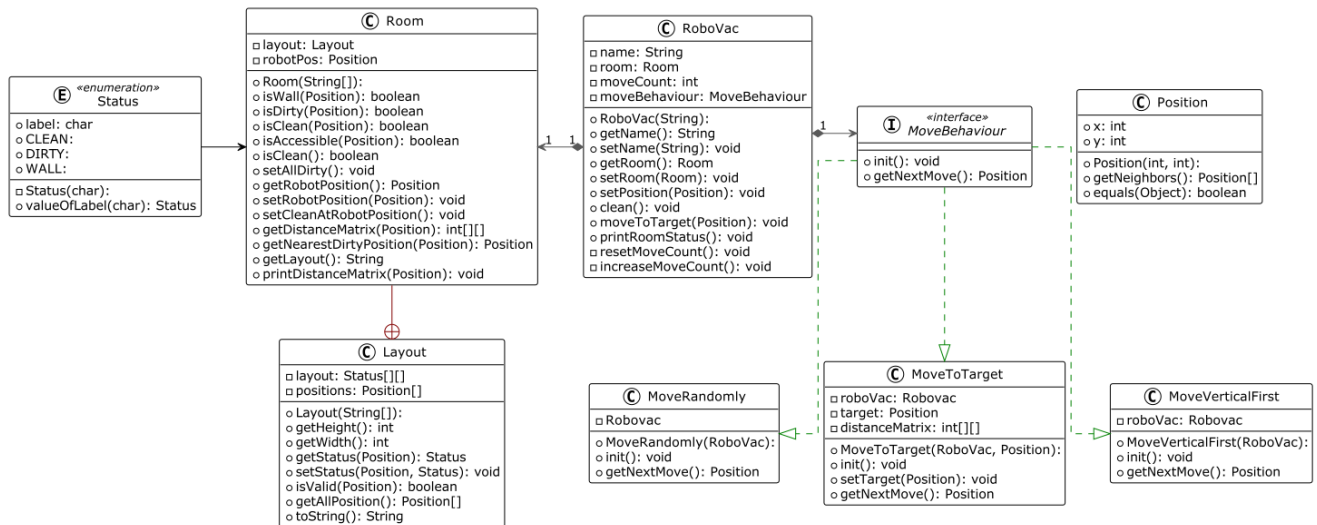 E «enumeration»
Status
label: char
CLEAN:
DIRTY:
WALL:
Status(char):
valueOfLabel(char): Status
C Room
layout: Layout
robotPos: Position
Room(String[]):
isWall(Position): boolean
isDirty(Position): boolean
isClean(Position): boolean
isAccessible(Position): boolean
isClean(): boolean
setAllDirty(): void
getRobotPosition(): Position
setRobotPosition(Position): void
setCleanAtRobotPosition(): void
getDistanceMatrix(Position): int[][]
getNearestDirtyPosition(Position): Position
getLayout(): String
printDistanceMatrix(Position): void
1 1
C RoboVac
name: String
room: Room
moveCount: int
moveBehaviour: MoveBehaviour
RoboVac(String):
getName(): String
setName(String): void
getRoom(): Room
setRoom(Room): void
setPosition(Position): void
clean(): void
moveToTarget(Position): void
printRoomStatus(): void
resetMoveCount(): void
increaseMoveCount(): void
1
I «interface»
MoveBehaviour
init(): void
getNextMove(): Position
C Position
x: int
y: int
Position(int, int):
getNeighbors(): Position[]
equals(Object): boolean
C Layout
layout: Status[][]
positions: Position[]
Layout(String[]):
getHeight(): int
getWidth(): int
getStatus(Position): Status
setStatus(Position, Status): void
isValid(Position): boolean
getAllPosition(): Position[]
toString(): String
C MoveRandomly
Robovac
MoveRandomly(RoboVac):
init(): void
getNextMove(): Position
C MoveToTarget
roboVac: Robovac
target: Position
distanceMatrix: int[][]
MoveToTarget(RoboVac, Position):
init(): void
setTarget(Position): void
getNextMove(): Position
C MoveVerticalFirst
roboVac: Robovac
MoveVerticalFirst(RoboVac):
init(): void
getNextMove(): Position